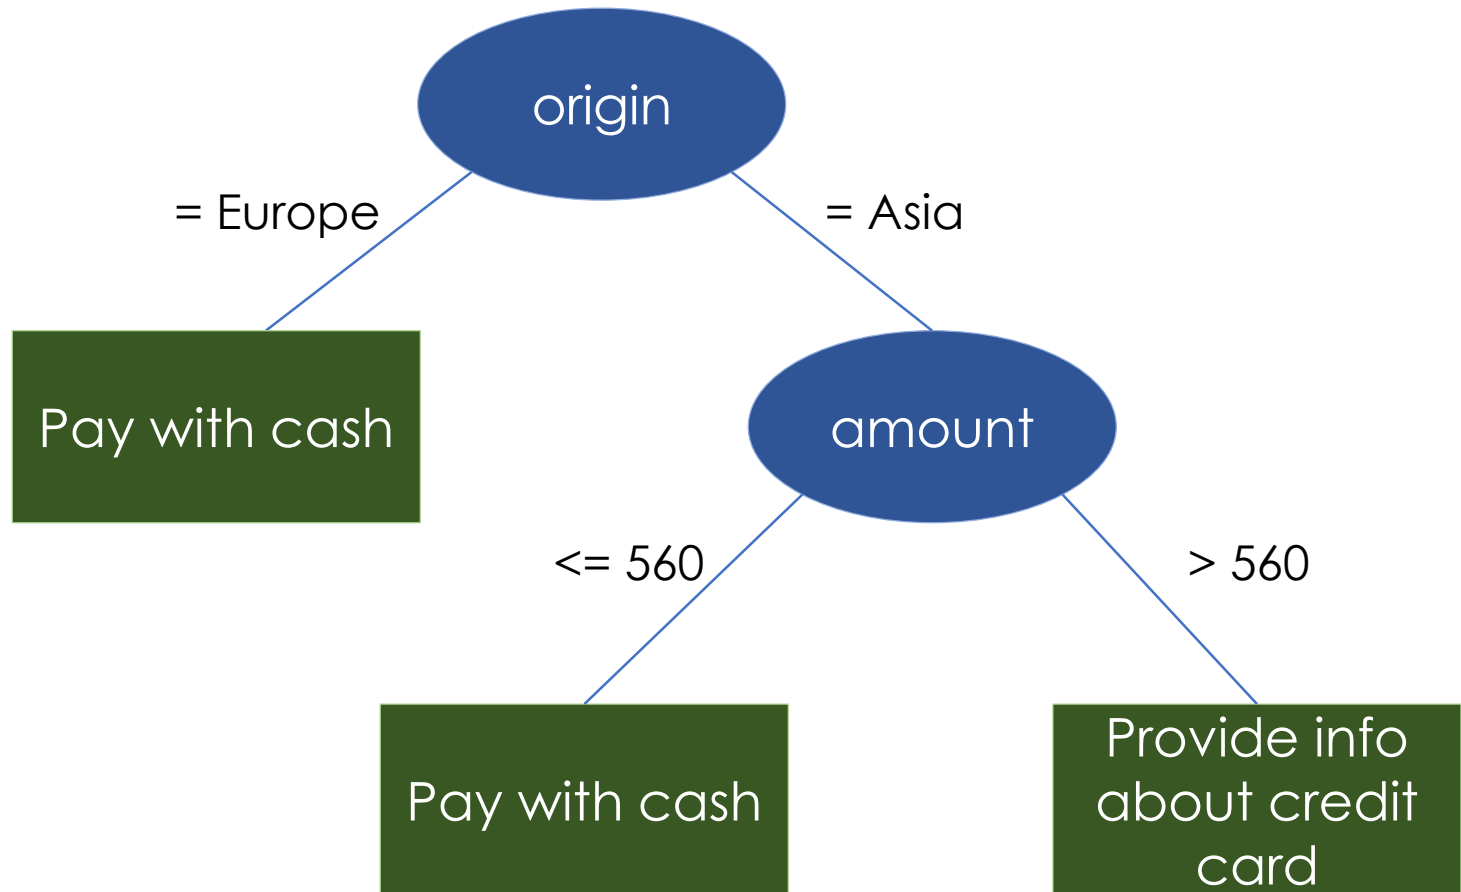 origin
= Europe
= Asia
Pay with cash
amount
<= 560
> 560
Pay with cash
Provide info
about credit
card